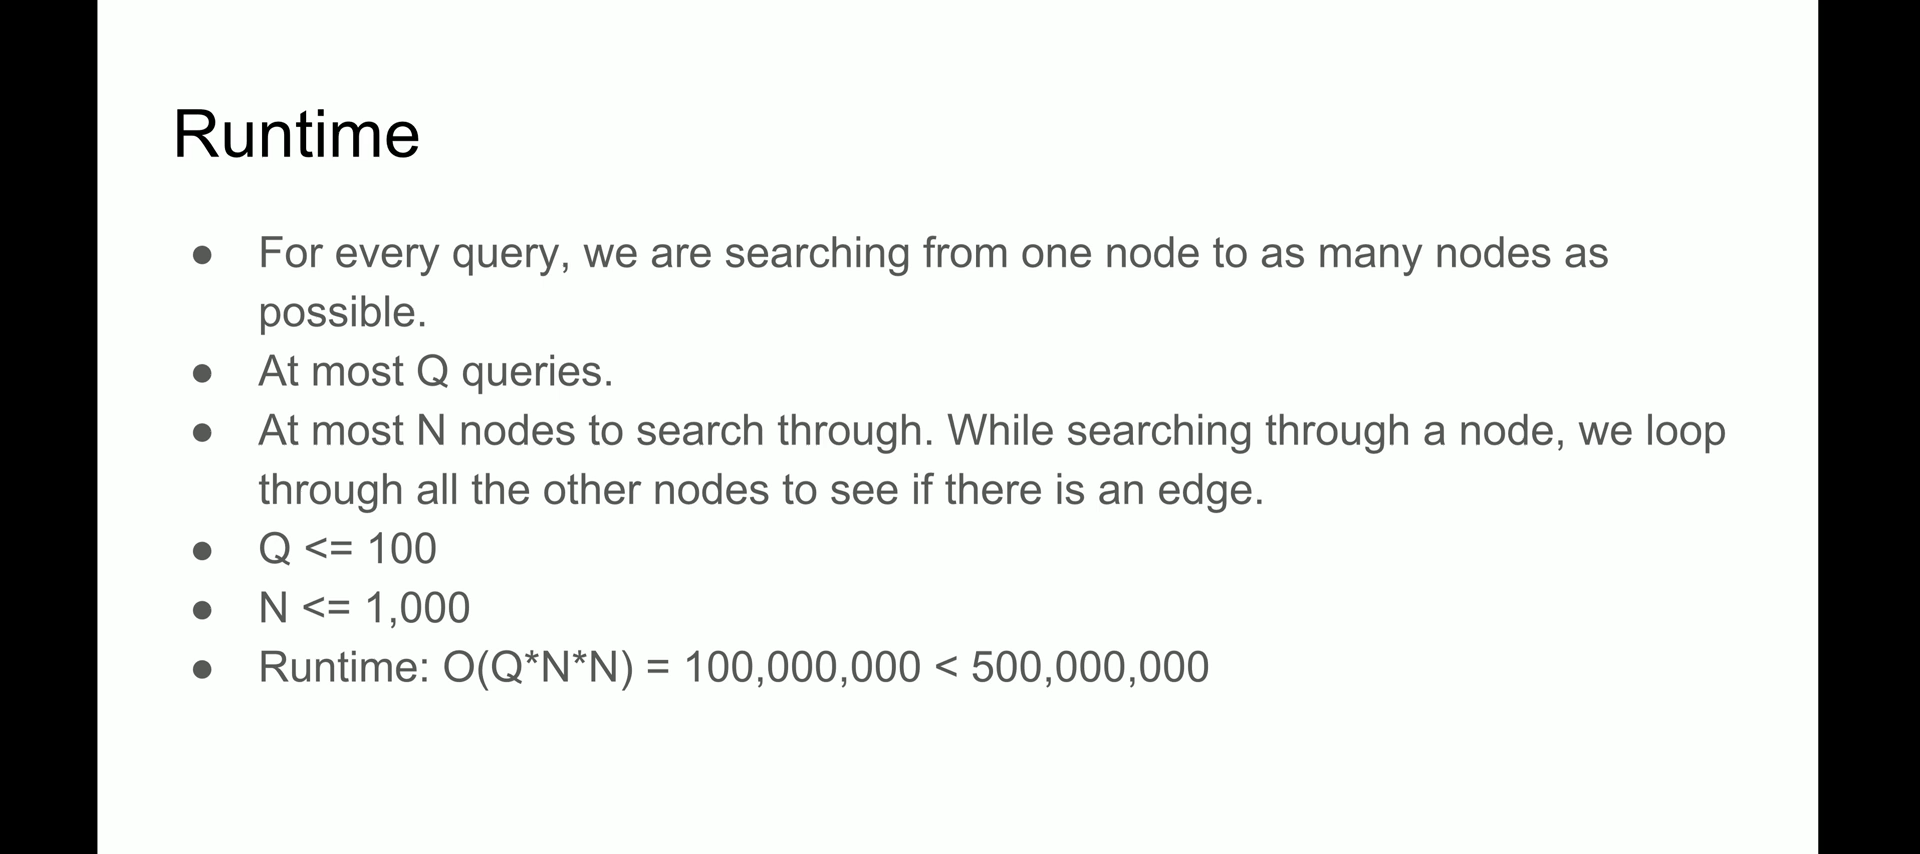 Runtime
● For every query, we are searching from one node to as many nodes as
possible.
● At most Q queries.
● At most N nodes to search through. While searching through a node, we loop
through all the other nodes to see if there is an edge.
● Q <= 100
● N <= 1,000
● Runtime: O(Q*N*N) = 100,000,000 < 500,000,000